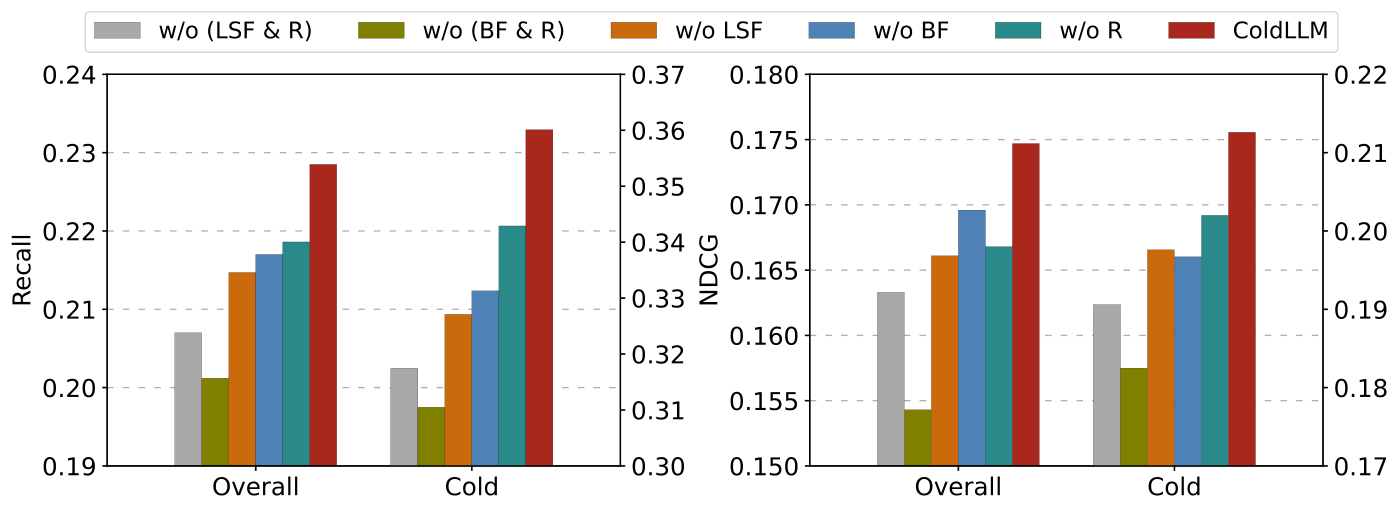 w/o (LSF & R) w/o (BF & R) w/o LSF w/o BF w/o R ColdLLM
0.24 0.37 0.180 0.22
0.36
0.23 0.175 0.21
0.35
0.22 0.34 0.170 0.20
Recall NDCG
0.33 0.165
0.21 0.19
0.32 0.160
0.20 0.18
0.31 0.155
0.19 0.30 0.150 0.17
Overall Cold Overall Cold